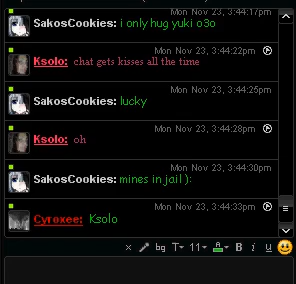 Mon Nov 23, 3:44:17pm
SakosCookies: i only hug yuki o3o
Mon Nov 23, 3:44:22pm
Ksolo: chat gets kisses all the time
Mon Nov 23, 3:44:25pm
SakosCookies: lucky
Mon Nov 23, 3:44:28pm
Ksolo: oh
Mon Nov 23, 3:44:30pm
SakosCookies: mines in jail ):
Mon Nov 23, 3:44:33pm
Cyroxee: Ksolo
bg T 11 A B i u